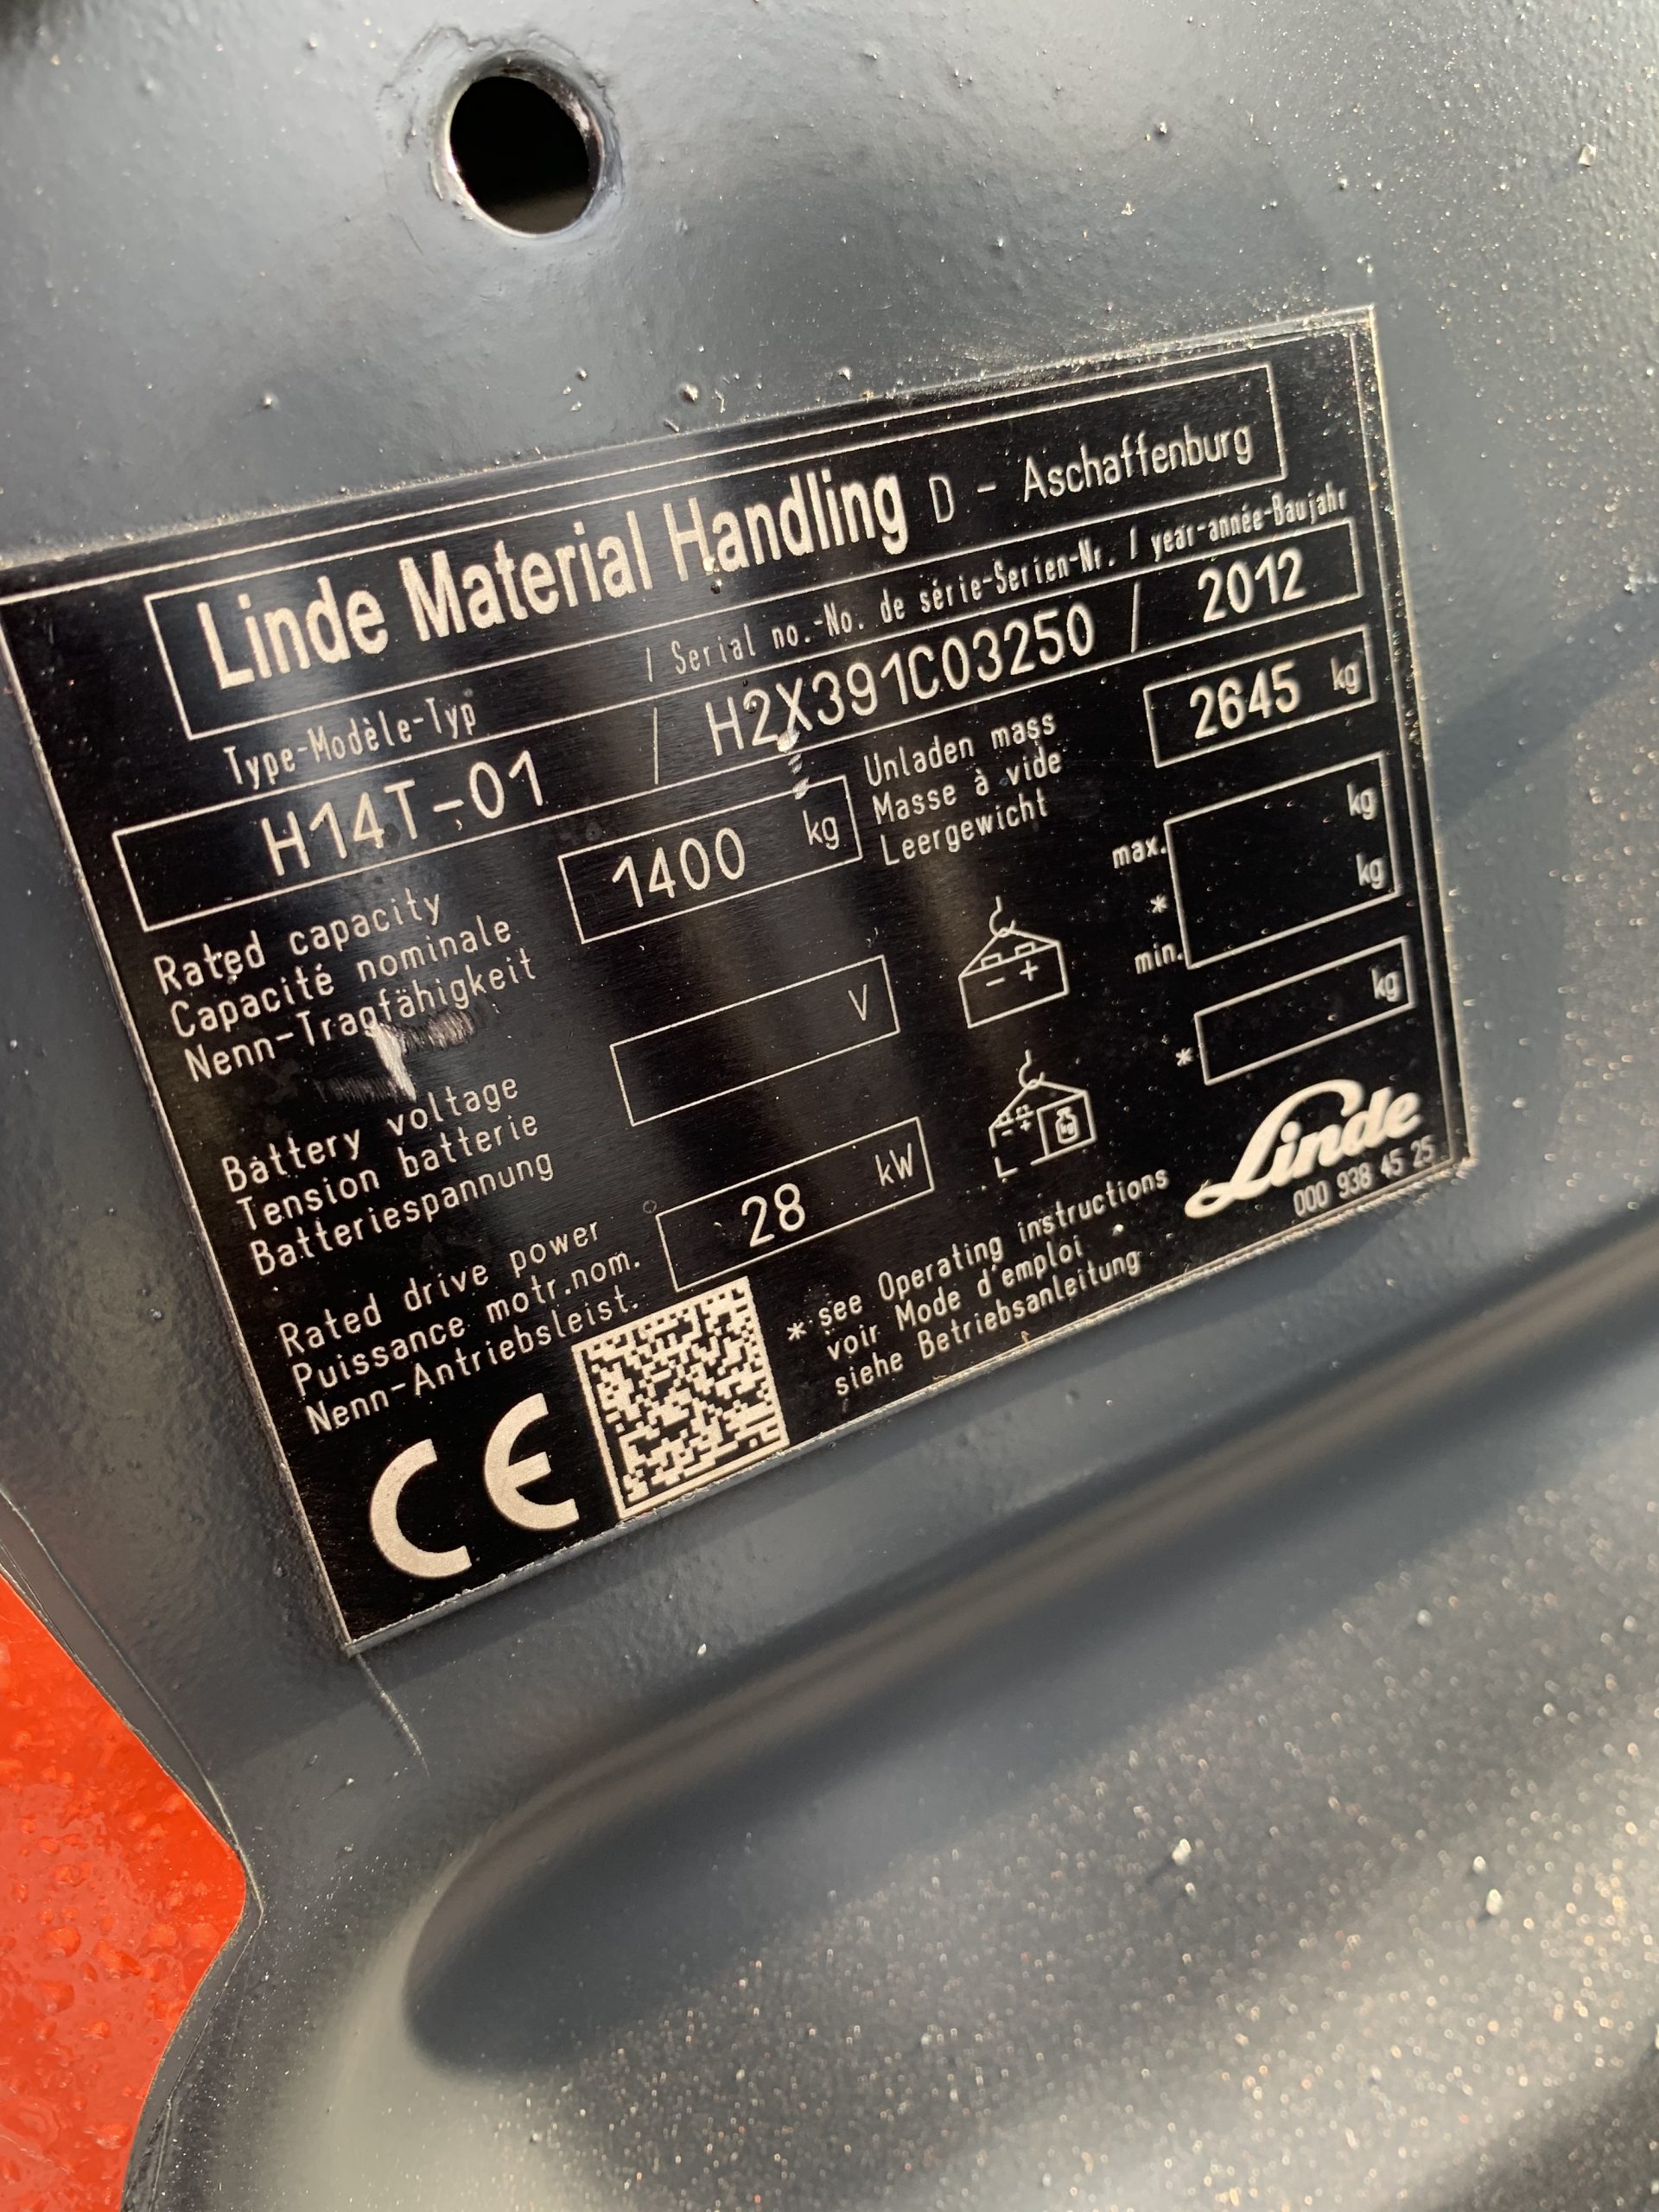 Linde Material Handling D - Aschaffenburg
Type-Modèle-Typ / Serial no.-No. de série-Serien-Nr. / year-année-Baujahr
H14T-01 / H2X391C03250 / 2012
Rated capacity
Capacité nominale
Nenn-Tragfähigkeit
1400 kg
Unladen mass
Masse à vide
Leergewicht
2645 kg
Battery voltage
Tension batterie
Batteriespannung
V
- +
max. kg
*
min. kg
- +
kg
* kg
Rated drive power
Puissance motr.nom.
Nenn-Antriebsleist.
28 kW
CE
* see Operating instructions
voir Mode d'emploi
siehe Betriebsanleitung
Linde
000 938 45 25